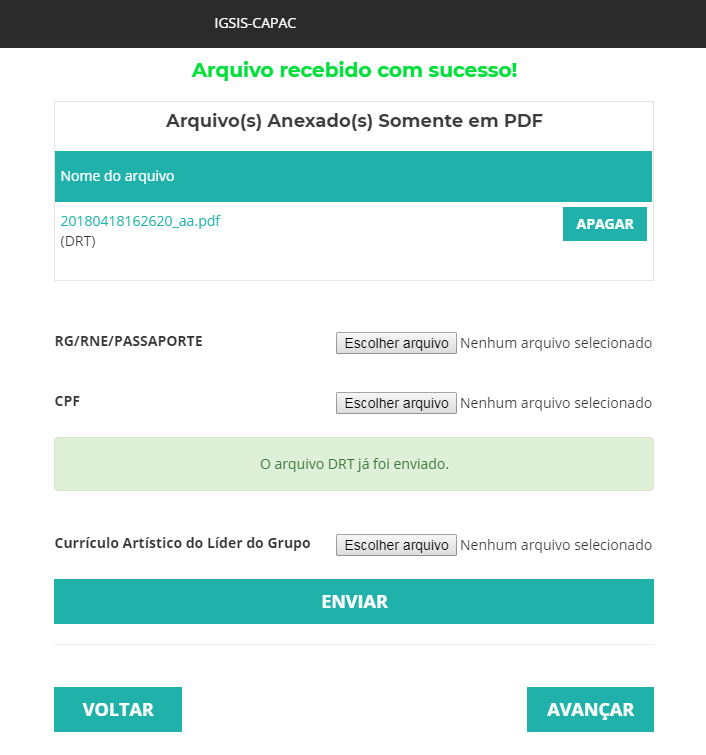 IGSIS-CAPAC
Arquivo recebido com sucesso!
Arquivo(s) Anexado(s) Somente em PDF
Nome do arquivo
20180418162620_aa.pdf
APAGAR
(DRT)
RG/RNE/PASSAPORTE
Escolher arquivo Nenhum arquivo selecionado
CPF
Escolher arquivo Nenhum arquivo selecionado
O arquivo DRT já foi enviado.
Currículo Artístico do Líder do Grupo
Escolher arquivo Nenhum arquivo selecionado
ENVIAR
VOLTAR
AVANÇAR